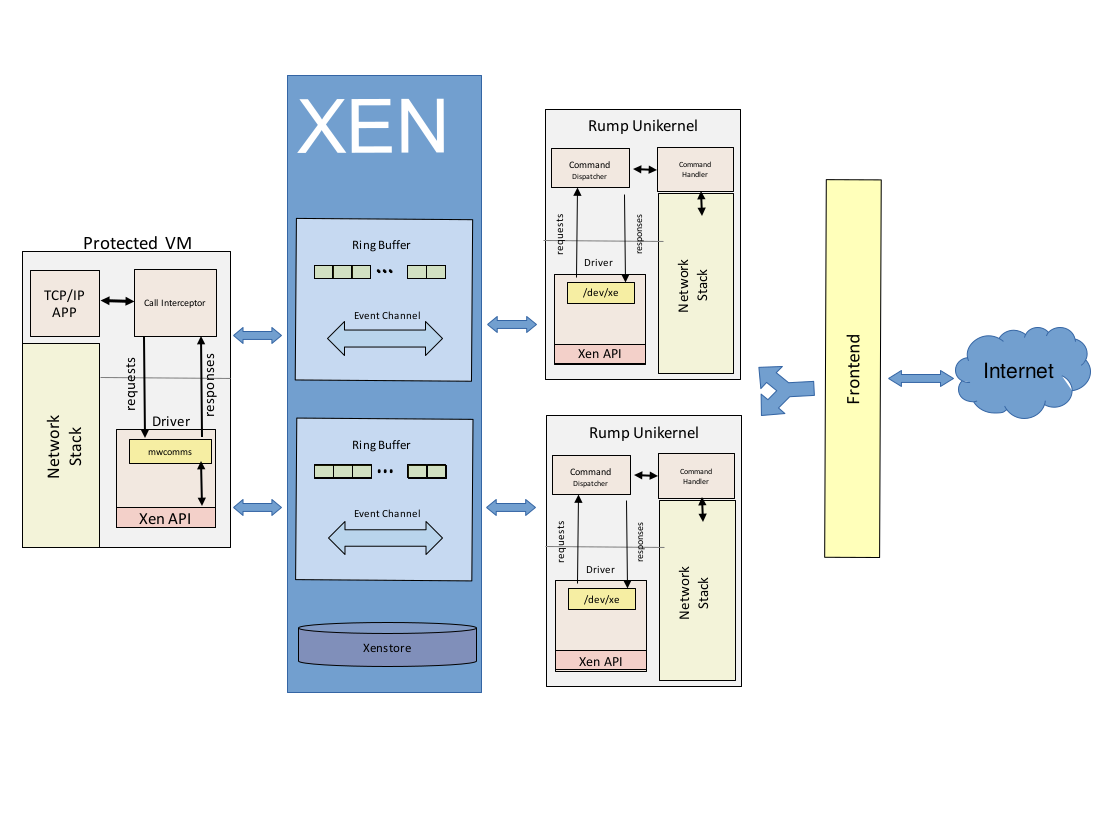 Protected VM
TCP/IP
APP
Call Interceptor
requests
responses
Network
Stack
Driver
mwcomms
Xen API
XEN
Ring Buffer
•••
Event Channel
Ring Buffer
•••
Event Channel
Xenstore
Rump Unikernel
Command
Dispatcher
Command
Handler
requests
responses
Driver
/dev/xe
Xen API
Network
Stack
Rump Unikernel
Command
Dispatcher
Command
Handler
requests
responses
Driver
/dev/xe
Xen API
Network
Stack
Frontend
Internet